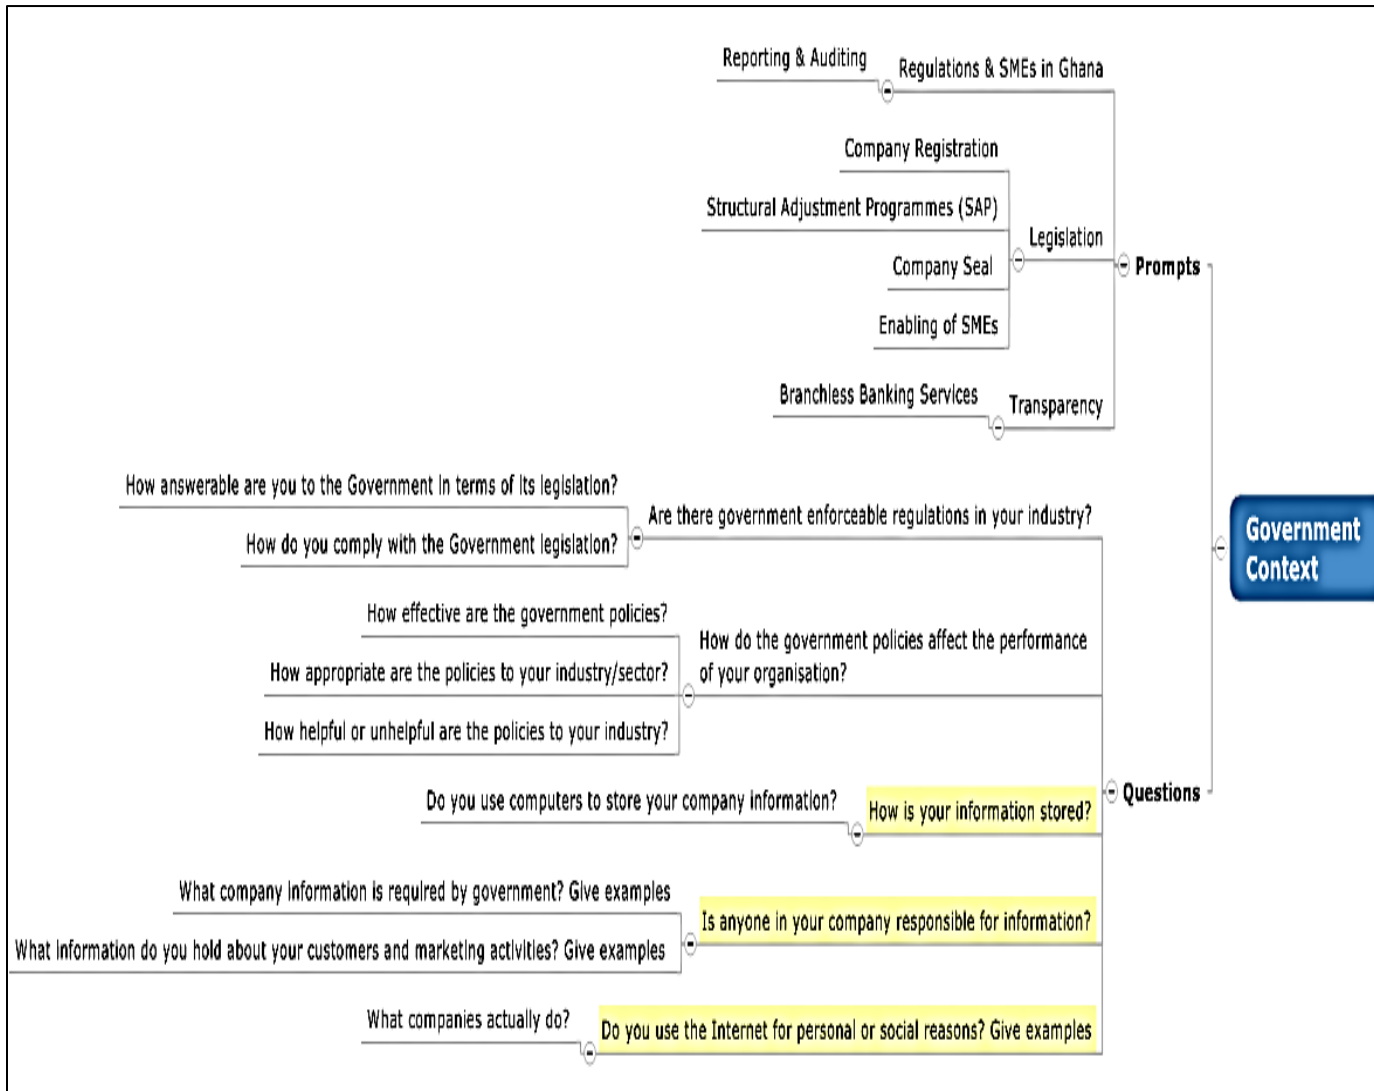 Reporting & Auditing
Regulations & SMEs in Ghana
Company Registration
Structural Adjustment Programmes (SAP)
Legislation
Company Seal
Prompts
Enabling of SMEs
Branchless Banking Services
Transparency
How answerable are you to the Government in terms of its legislation?
Are there government enforceable regulations in your industry?
How do you comply with the Government legislation?
Government
Context
How effective are the government policies?
How do the government policies affect the performance
of your organisation?
How appropriate are the policies to your industry/sector?
How helpful or unhelpful are the policies to your industry?
Questions
Do you use computers to store your company information?
How is your information stored?
What company information is required by government? Give examples
Is anyone in your company responsible for information?
What information do you hold about your customers and marketing activities? Give examples
What companies actually do?
Do you use the Internet for personal or social reasons? Give examples